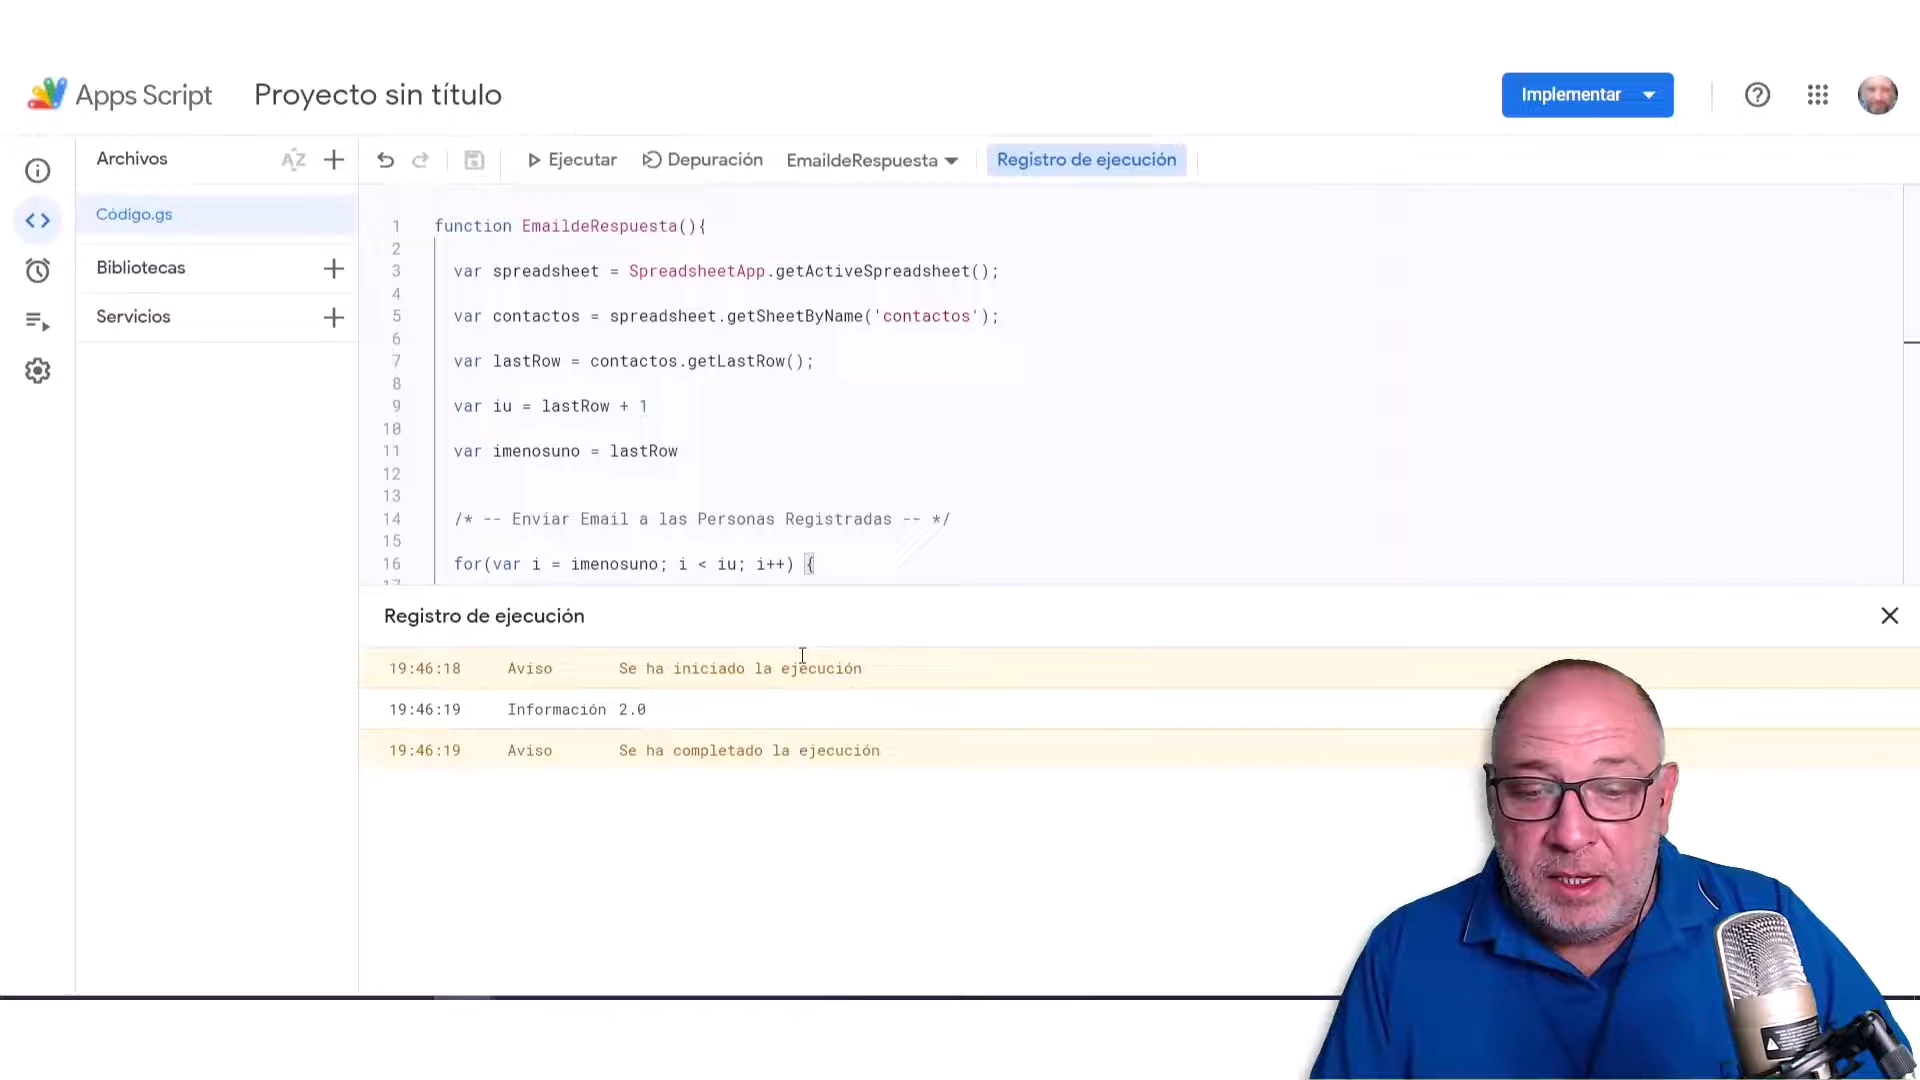 Apps Script
Proyecto sin título
Implementar
Archivos
AZ
Ejecutar
Depuración
EmaildeRespuesta
Registro de ejecución
Código.gs
Bibliotecas
Servicios
1 function EmaildeRespuesta(){
2
3 var spreadsheet = SpreadsheetApp.getActiveSpreadsheet();
4
5 var contactos = spreadsheet.getSheetByName('contactos');
6
7 var lastRow = contactos.getLastRow();
8
9 var iu = lastRow + 1
10
11 var imenosuno = lastRow
12
13
14 /* -- Enviar Email a las Personas Registradas -- */
15
16 for(var i = imenosuno; i < iu; i++) {
17
Registro de ejecución
19:46:18 Aviso Se ha iniciado la ejecución
19:46:19 Información 2.0
19:46:19 Aviso Se ha completado la ejecución